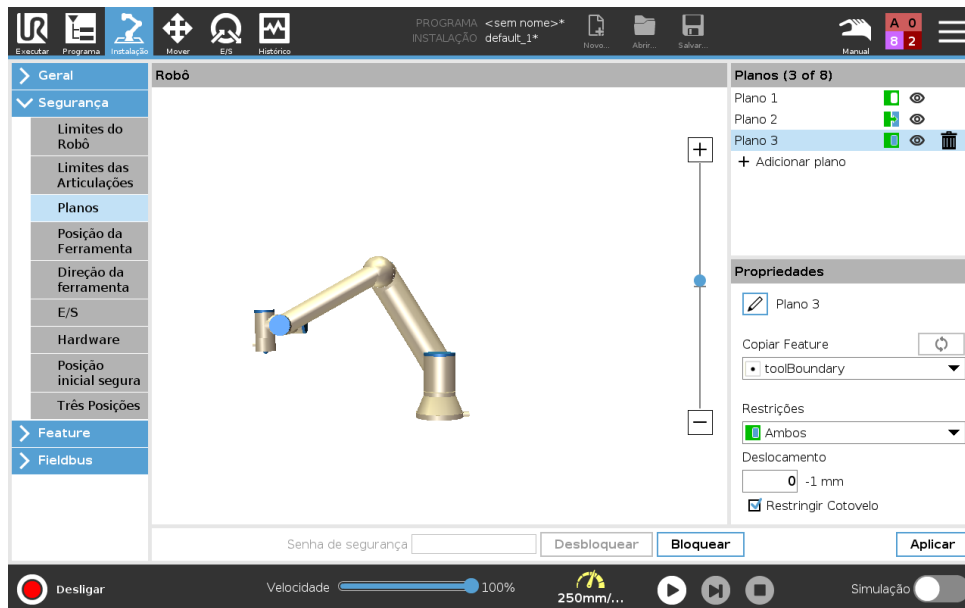 PROGRAMA <sem nome>*
INSTALAÇÃO default_1*
Executar
Programa
Instalação
Mover
E/S
Histórico
Novo...
Abrir...
Salvar...
Manual
A 0
8 2
Geral
Segurança
Limites do
Robô
Limites das
Articulações
Planos
Posição da
Ferramenta
Direção da
ferramenta
E/S
Hardware
Posição
inicial segura
Três Posições
Feature
Fieldbus
Robô
Planos (3 of 8)
Plano 1
Plano 2
Plano 3
Adicionar plano
Propriedades
Plano 3
Copiar Feature
toolBoundary
Restrições
Ambos
Deslocamento
0 -1 mm
Restringir Cotovelo
Senha de segurança
Desbloquear
Bloquear
Aplicar
Desligar
Velocidade
100%
250mm/...
Simulação